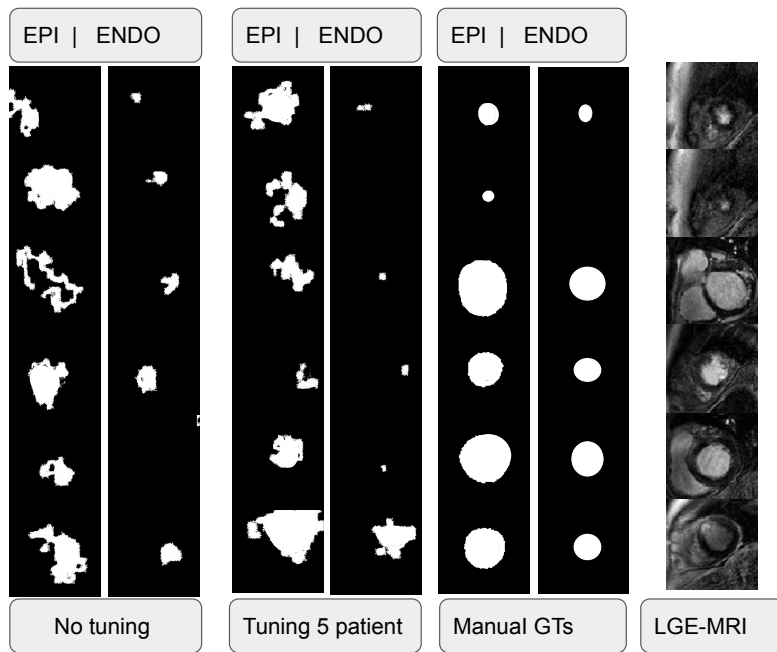 EPI | ENDO
EPI | ENDO
EPI | ENDO
No tuning
Tuning 5 patient
Manual GTs
LGE-MRI